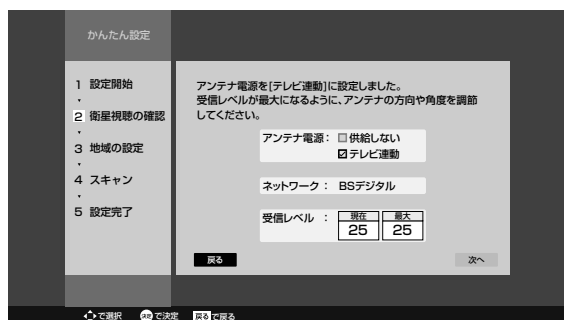 かんたん設定
1 設定開始
2 衛星視聴の確認
3 地域の設定
4 スキャン
5 設定完了
アンテナ電源を[テレビ連動]に設定しました。
受信レベルが最大になるように、アンテナの方向や角度を調節
してください。
アンテナ電源： 供給しない
テレビ連動
ネットワーク： BSデジタル
受信レベル ： 現在 最大
25 25
戻る 次へ
で選択 決定 で決定 戻る で戻る